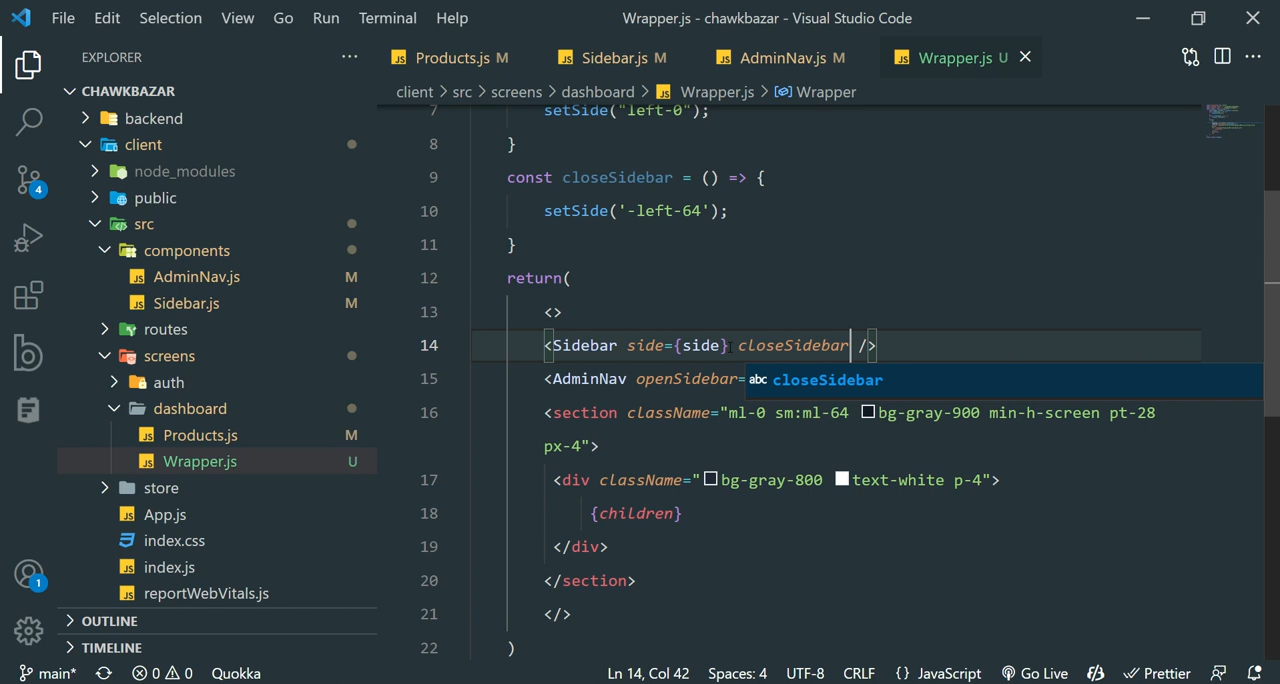 File Edit Selection View Go Run Terminal Help
Wrapper.js - chawkbazar - Visual Studio Code
EXPLORER
CHAWKBAZAR
backend
client
node_modules
public
src
components
AdminNav.js M
Sidebar.js M
routes
screens
auth
dashboard
Products.js M
Wrapper.js U
store
App.js
index.css
index.js
reportWebVitals.js
OUTLINE
TIMELINE
4
1
Products.js M Sidebar.js M AdminNav.js M Wrapper.js U
client > src > screens > dashboard > Wrapper.js > Wrapper
7 setSide("left-0");
8 }
9 const closeSidebar = () => {
10 setSide('-left-64');
11 }
12 return(
13 <>
14 <Sidebar side={side} closeSidebar />
15 <AdminNav openSidebar=
abc closeSidebar
16 <section className="ml-0 sm:ml-64 bg-gray-900 min-h-screen pt-28
px-4">
17 <div className="bg-gray-800 text-white p-4">
18 {children}
19 </div>
20 </section>
21 </>
22 )
main* 0 0 Quokka Ln 14, Col 42 Spaces: 4 UTF-8 CRLF {} JavaScript Go Live Prettier